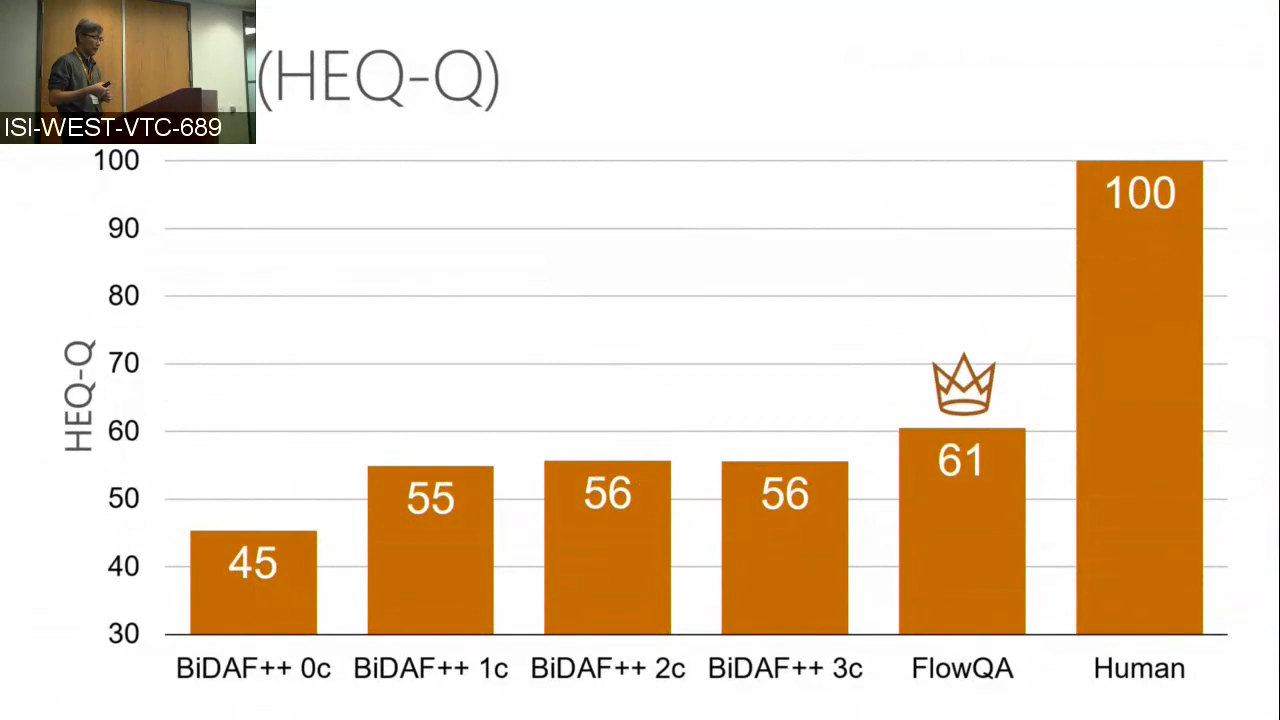 (HEQ-Q)
ISI-WEST-VTC-689
HEQ-Q
100
90
80
70
60
50
40
30
45
55
56
56
61
100
BiDAF++ 0c
BiDAF++ 1c
BiDAF++ 2c
BiDAF++ 3c
FlowQA
Human